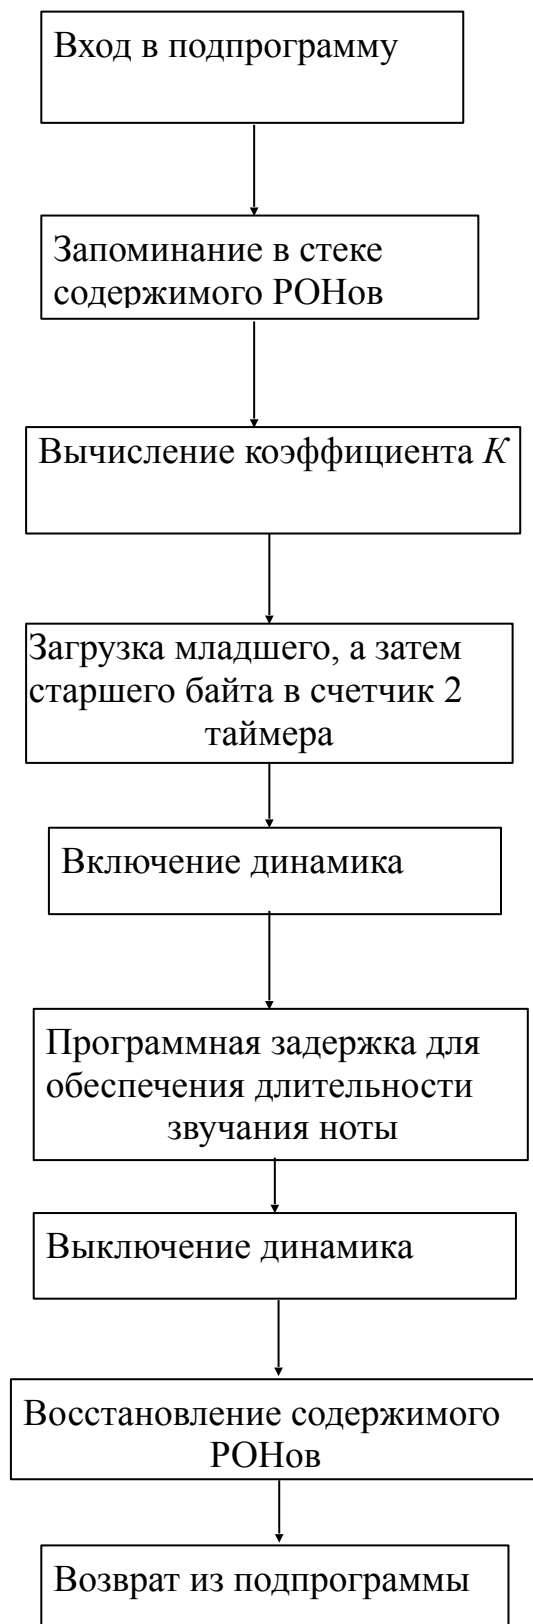 Вход в подпрограмму
Запоминание в стеке
содержимого РОНов
Вычисление коэффициента К
Загрузка младшего, а затем
старшего байта в счетчик 2
таймера
Включение динамика
Программная задержка для
обеспечения длительности
звучания ноты
Выключение динамика
Восстановление содержимого
РОНов
Возврат из подпрограммы